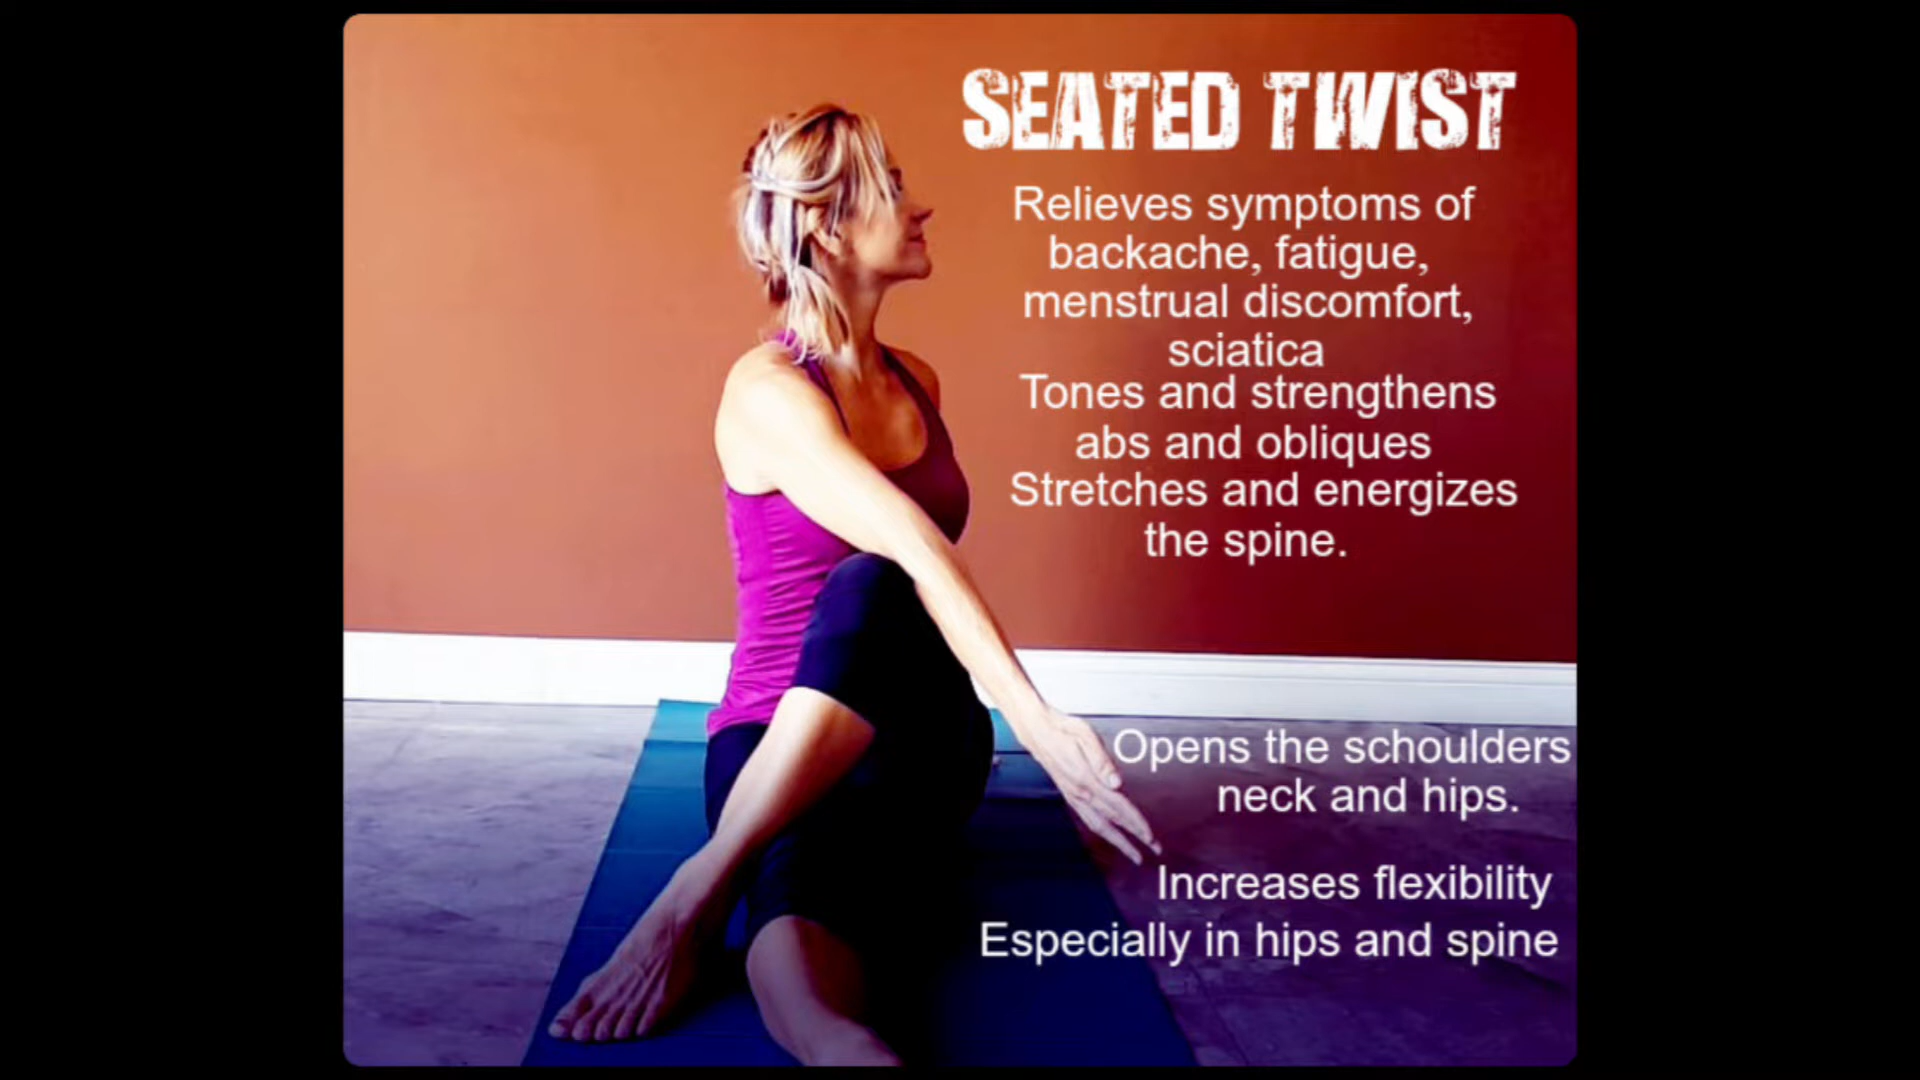 SEATED TWIST
Relieves symptoms of
backache, fatigue,
menstrual discomfort,
sciatica
Tones and strengthens
abs and obliques
Stretches and energizes
the spine.
Opens the schoulders
neck and hips.
Increases flexibility
Especially in hips and spine